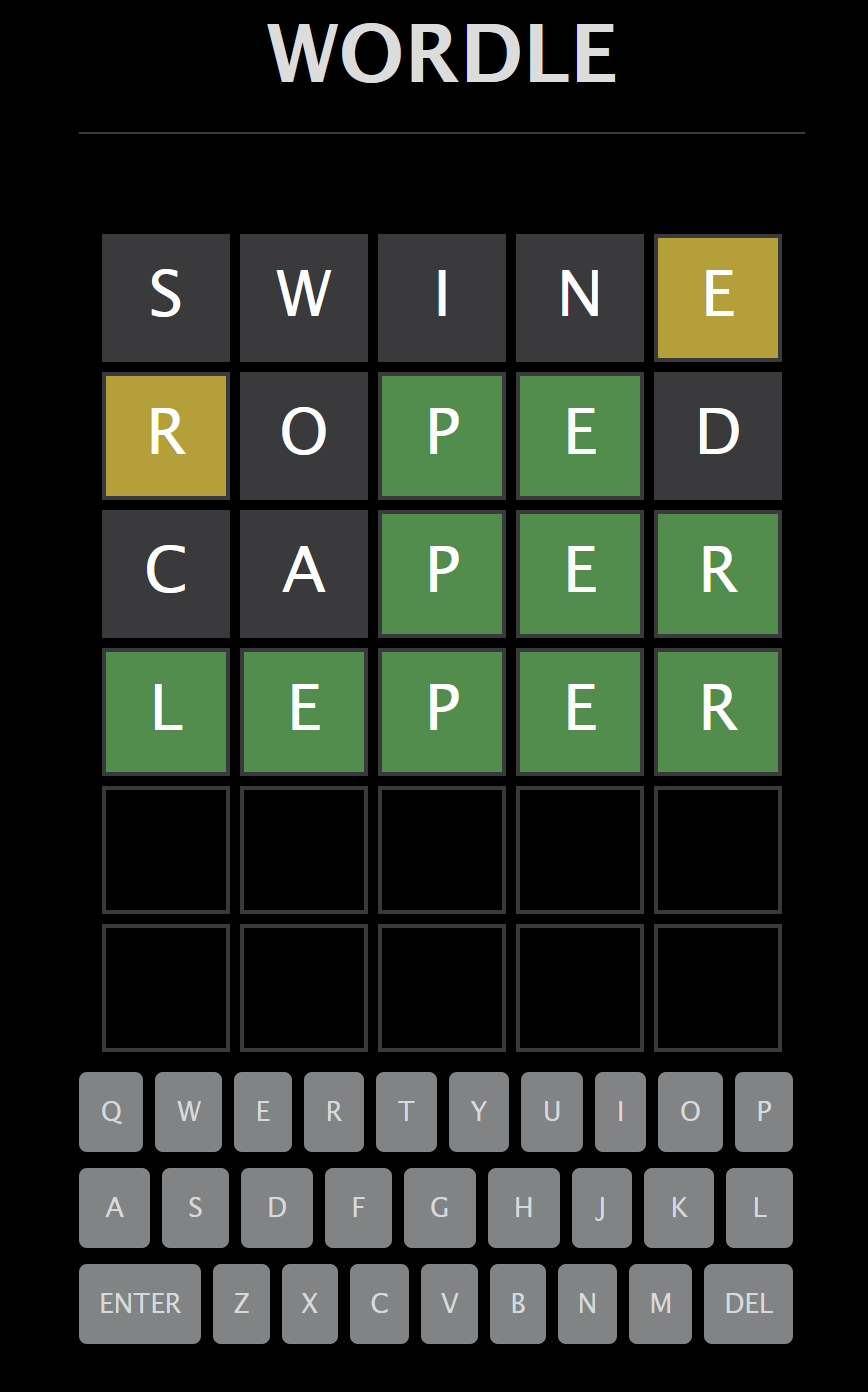 WORDLE
S W I N E
R O P E D
C A P E R
L E P E R
Q W E R T Y U I O P
A S D F G H J K L
ENTER Z X C V B N M DEL